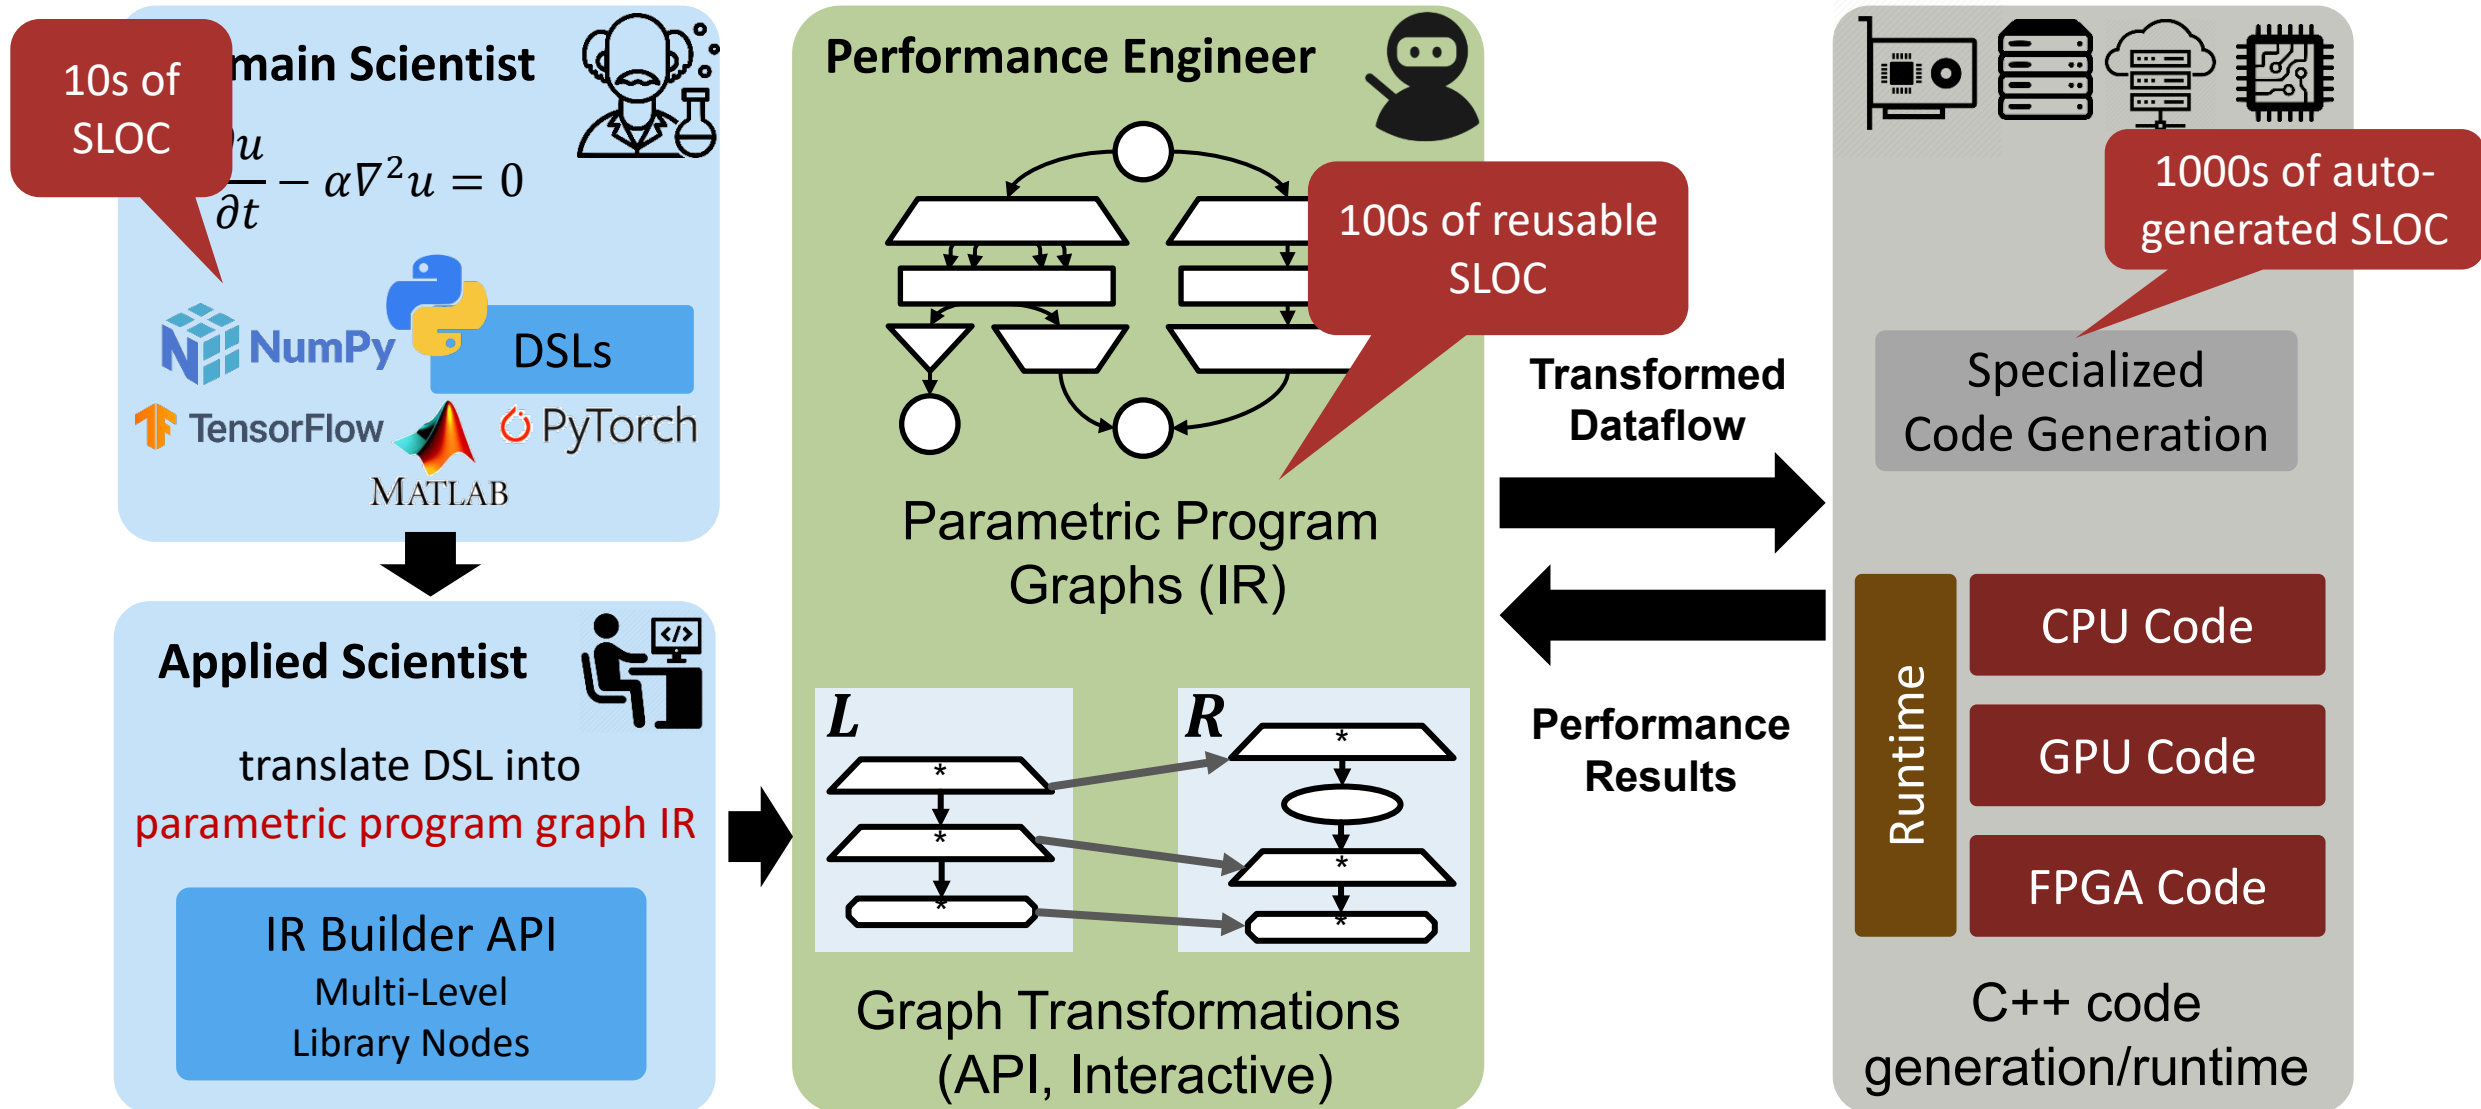 10s of
SLOC
main Scientist
∂u
― − α∇²u = 0
∂t
NumPy
DSLs
TensorFlow
PyTorch
MATLAB
Applied Scientist
</>
translate DSL into
parametric program graph IR
IR Builder API
Multi-Level
Library Nodes
Performance Engineer
100s of reusable
SLOC
Parametric Program
Graphs (IR)
L
*
*
*
R
*
*
*
Graph Transformations
(API, Interactive)
Transformed
Dataflow
Performance
Results
1000s of auto-
generated SLOC
Specialized
Code Generation
Runtime
CPU Code
GPU Code
FPGA Code
C++ code
generation/runtime